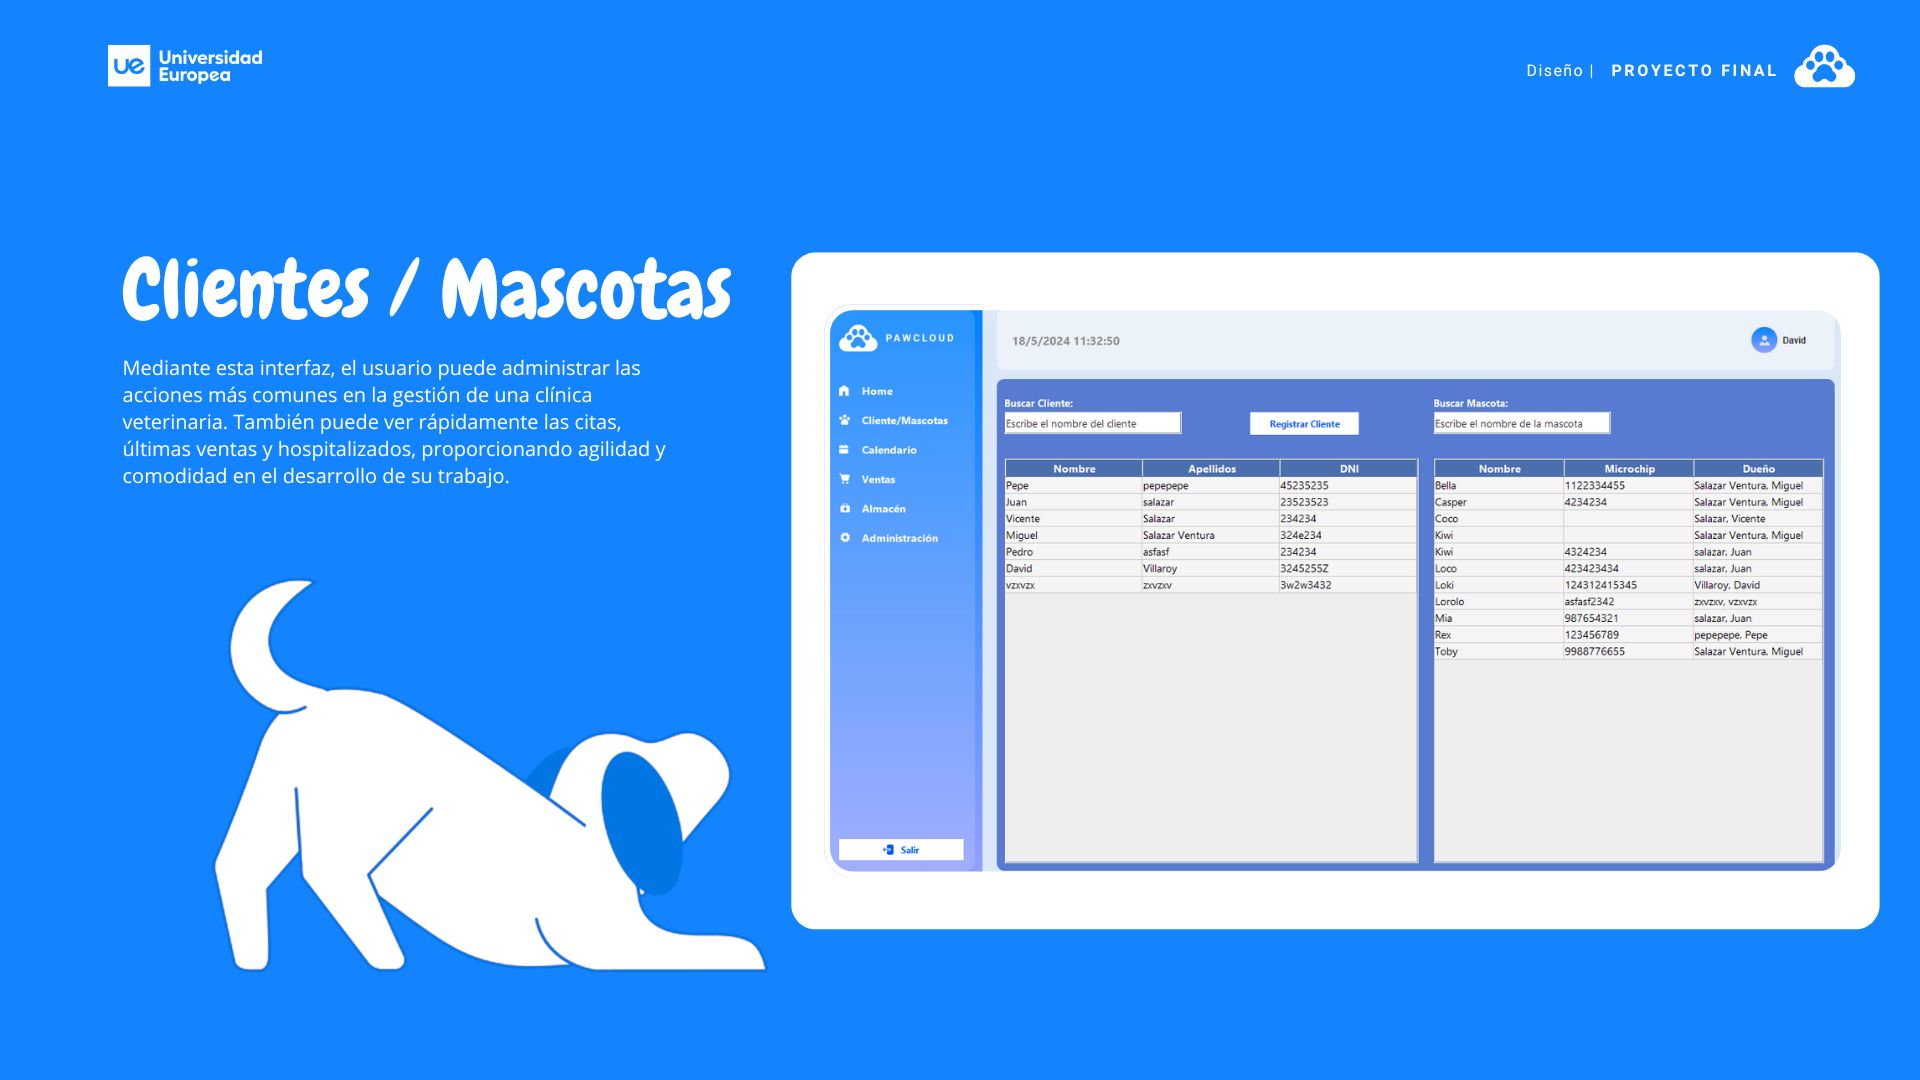 ue Universidad
Europea
Diseño | PROYECTO FINAL
Clientes / Mascotas
Mediante esta interfaz, el usuario puede administrar las
acciones más comunes en la gestión de una clínica
veterinaria. También puede ver rápidamente las citas,
últimas ventas y hospitalizados, proporcionando agilidad y
comodidad en el desarrollo de su trabajo.
PAWCLOUD
Home
Cliente/Mascotas
Calendario
Ventas
Almacén
Administración
Salir
18/5/2024 11:32:50
David
Buscar Cliente:
Escribe el nombre del cliente
Registrar Cliente
Buscar Mascota:
Escribe el nombre de la mascota
Nombre Apellidos DNI
Pepe pepepepe 45235235
Juan salazar 23523523
Vicente Salazar 234234
Miguel Salazar Ventura 324e234
Pedro asfasf 234234
David Villaroy 3245255Z
vzxvzx zxvzxv 3w2w3432
Nombre Microchip Dueño
Bella 1122334455 Salazar Ventura, Miguel
Casper 4234234 Salazar Ventura, Miguel
Coco Salazar, Vicente
Kiwi Salazar Ventura, Miguel
Kiwi 4324234 salazar, Juan
Loco 423423434 salazar, Juan
Loki 124312415345 Villaroy, David
Lorolo asfasf2342 zxvzxv, vzxvzx
Mia 987654321 salazar, Juan
Rex 123456789 pepepepe, Pepe
Toby 9988776655 Salazar Ventura, Miguel